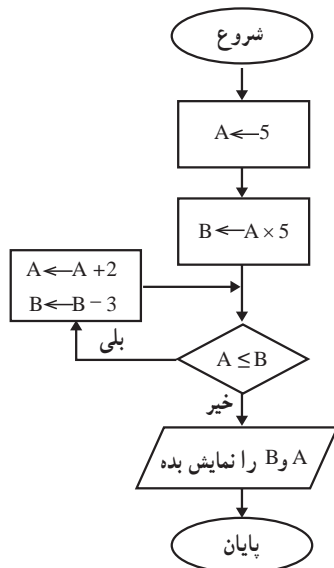 شروع
A ← 5
B ← A × 5
A ← A + 2
B ← B − 3
بلی
A ≤ B
خیر
A و B را نمایش بده
پایان